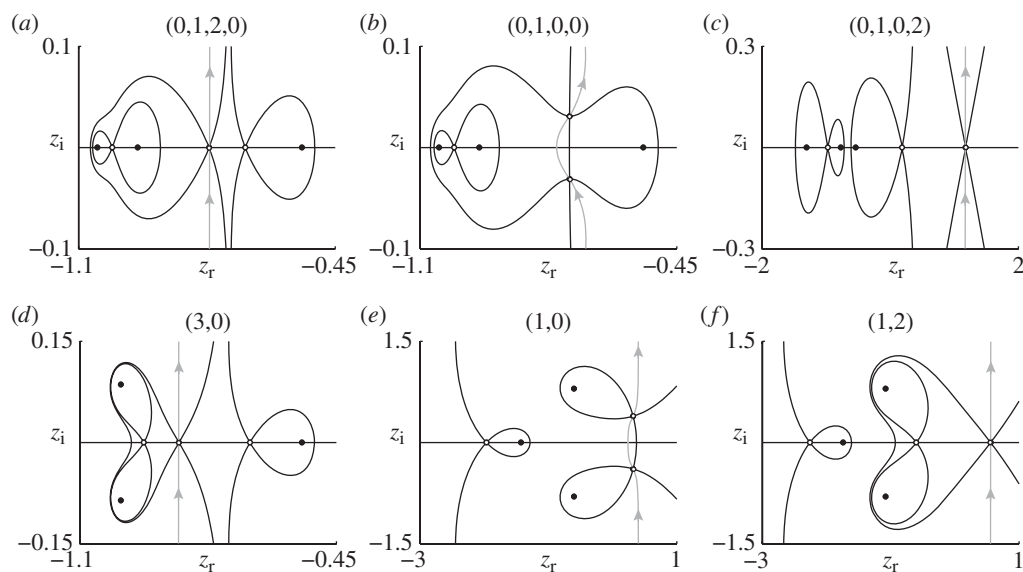 (a) (0,1,2,0)
0.1
z_i
−0.1
−1.1 z_r −0.45
(b) (0,1,0,0)
0.1
z_i
−0.1
−1.1 z_r −0.45
(c) (0,1,0,2)
0.3
z_i
−0.3
−2 z_r 2
(d) (3,0)
0.15
z_i
−0.15
−1.1 z_r −0.45
(e) (1,0)
1.5
z_i
−1.5
−3 z_r 1
(f) (1,2)
1.5
z_i
−1.5
−3 z_r 1